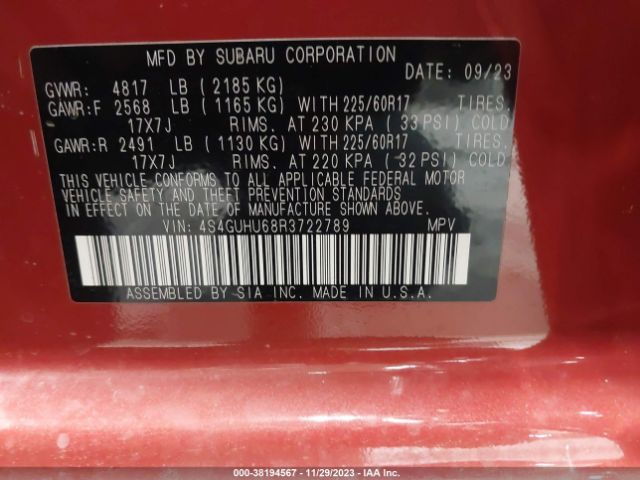 MFD BY SUBARU CORPORATION
DATE: 09/23
GVWR: 4817 LB (2185 KG)
GAWR:F 2568 LB (1165 KG) WITH 225/60R17 TIRES.
17X7J RIMS. AT 230 KPA (33 PSI) COLD
GAWR:R 2491 LB (1130 KG) WITH 225/60R17 TIRES.
17X7J RIMS. AT 220 KPA (32 PSI) COLD
THIS VEHICLE CONFORMS TO ALL APPLICABLE FEDERAL MOTOR
VEHICLE SAFETY AND THEFT PREVENTION STANDARDS
IN EFFECT ON THE DATE OF MANUFACTURE SHOWN ABOVE.
VIN: 4S4GUHU68R3722789 MPV
ASSEMBLED BY SIA INC. MADE IN U.S.A.
000-38194567 - 11/29/2023 - IAA Inc.